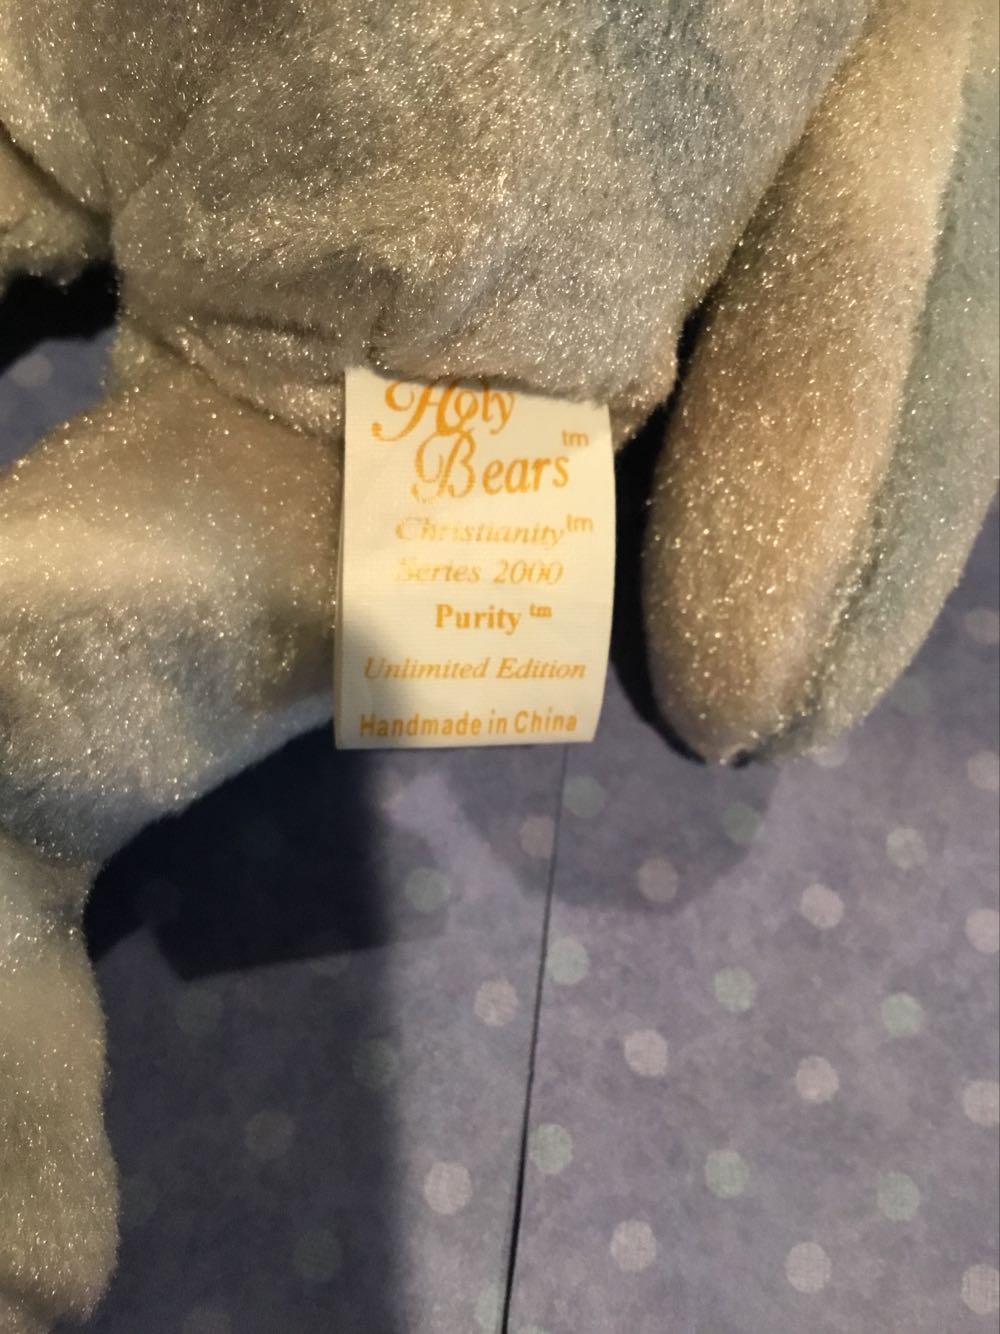 Holy
Bears tm
Christianity tm
Series 2000
Purity tm
Unlimited Edition
Handmade in China